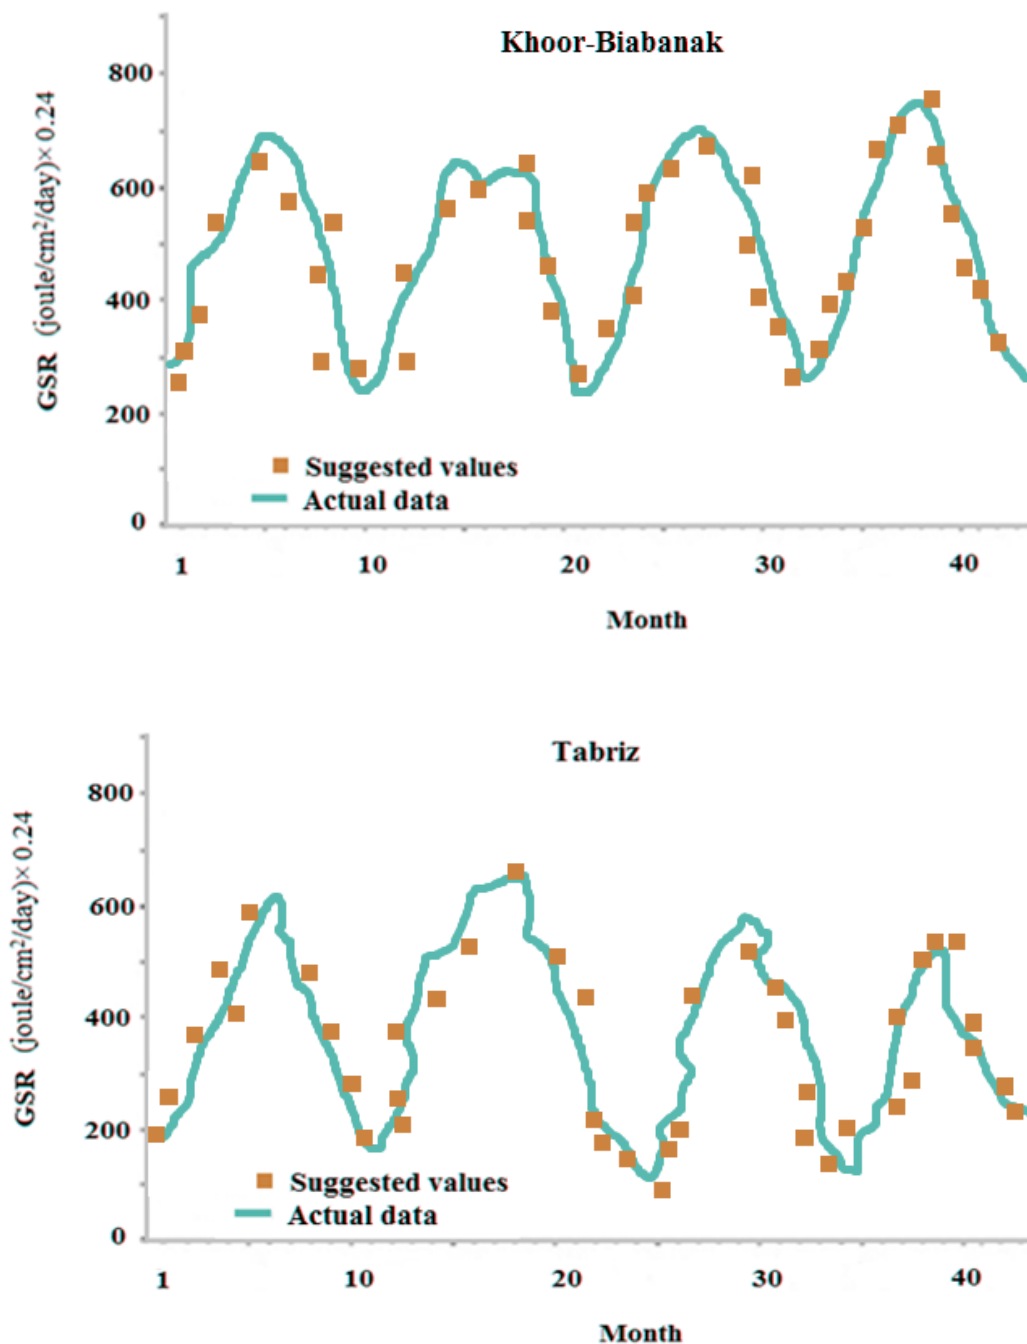 Khoor-Biabanak
GSR (joule/cm²/day)× 0.24
800
600
400
200
0
Suggested values
Actual data
1 10 20 30 40
Month
Tabriz
GSR (joule/cm²/day)× 0.24
800
600
400
200
0
Suggested values
Actual data
1 10 20 30 40
Month